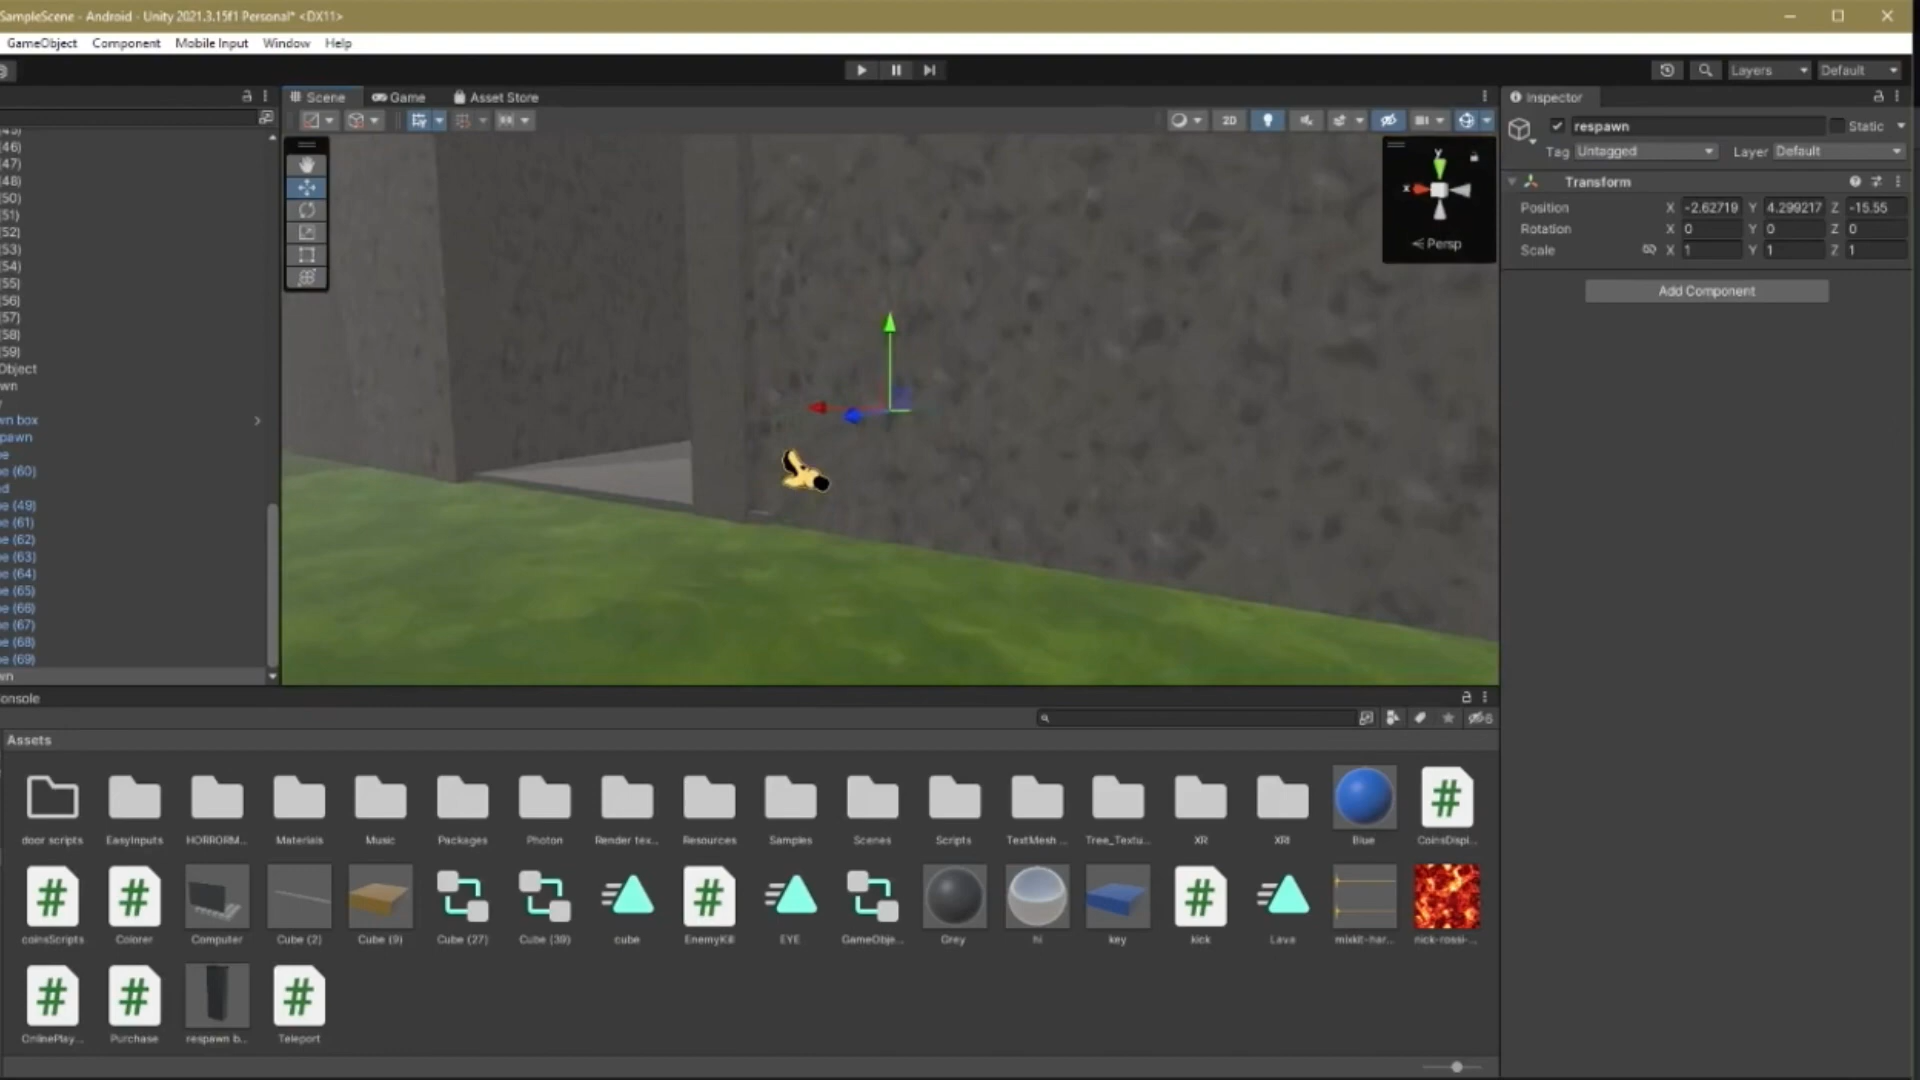 SampleScene - Android - Unity 2021.3.15f1 Personal* <DX11>
GameObject Component Mobile Input Window Help
Layers Default
Scene Game Asset Store
2D
y
x
Persp
Inspector
respawn Static
Tag Untagged Layer Default
Transform
Position X -2.62719 Y 4.299217 Z -15.55
Rotation X 0 Y 0 Z 0
Scale X 1 Y 1 Z 1
Add Component
[46)
[47)
[48)
[50)
[51)
[52)
[53)
[54)
[55)
[56)
[57)
[58)
[59)
Object
wn
wn box
pawn
e
e (60)
d
e (49)
e (61)
e (62)
e (63)
e (64)
e (65)
e (66)
e (67)
e (68)
e (69)
wn
onsole
6
Assets
door scripts EasyInputs HORRORM... Materials Music Packages Photon Render tex... Resources Samples Scenes Scripts TextMesh ... Tree_Textu... XR XRI Blue CoinsDispl...
coinsScripts Colorer Computer Cube (2) Cube (9) Cube (27) Cube (39) cube EnemyKill EYE GameObje... Grey hi key kick Lava mixkit-har... nick-rossi-...
OnlinePlay... Purchase respawn b... Teleport